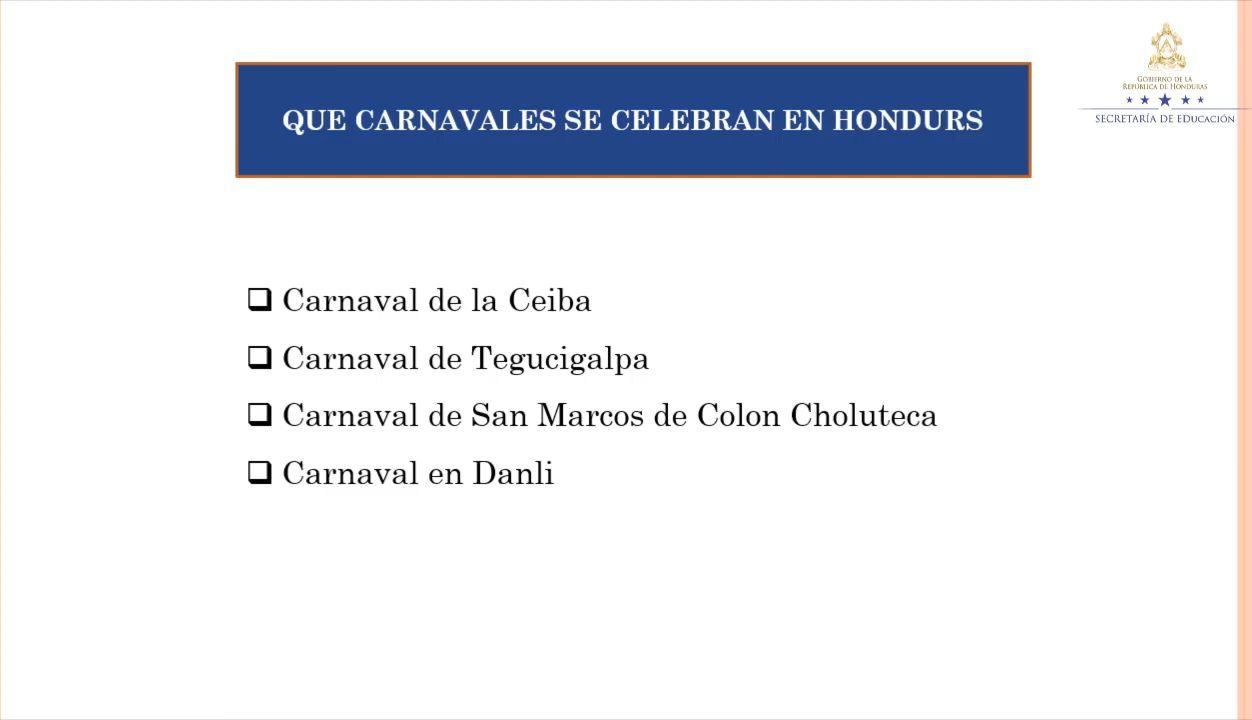 GOBIERNO DE LA
REPÚBLICA DE HONDURAS
SECRETARÍA DE EDUCACIÓN
QUE CARNAVALES SE CELEBRAN EN HONDURS
Carnaval de la Ceiba
Carnaval de Tegucigalpa
Carnaval de San Marcos de Colon Choluteca
Carnaval en Danli